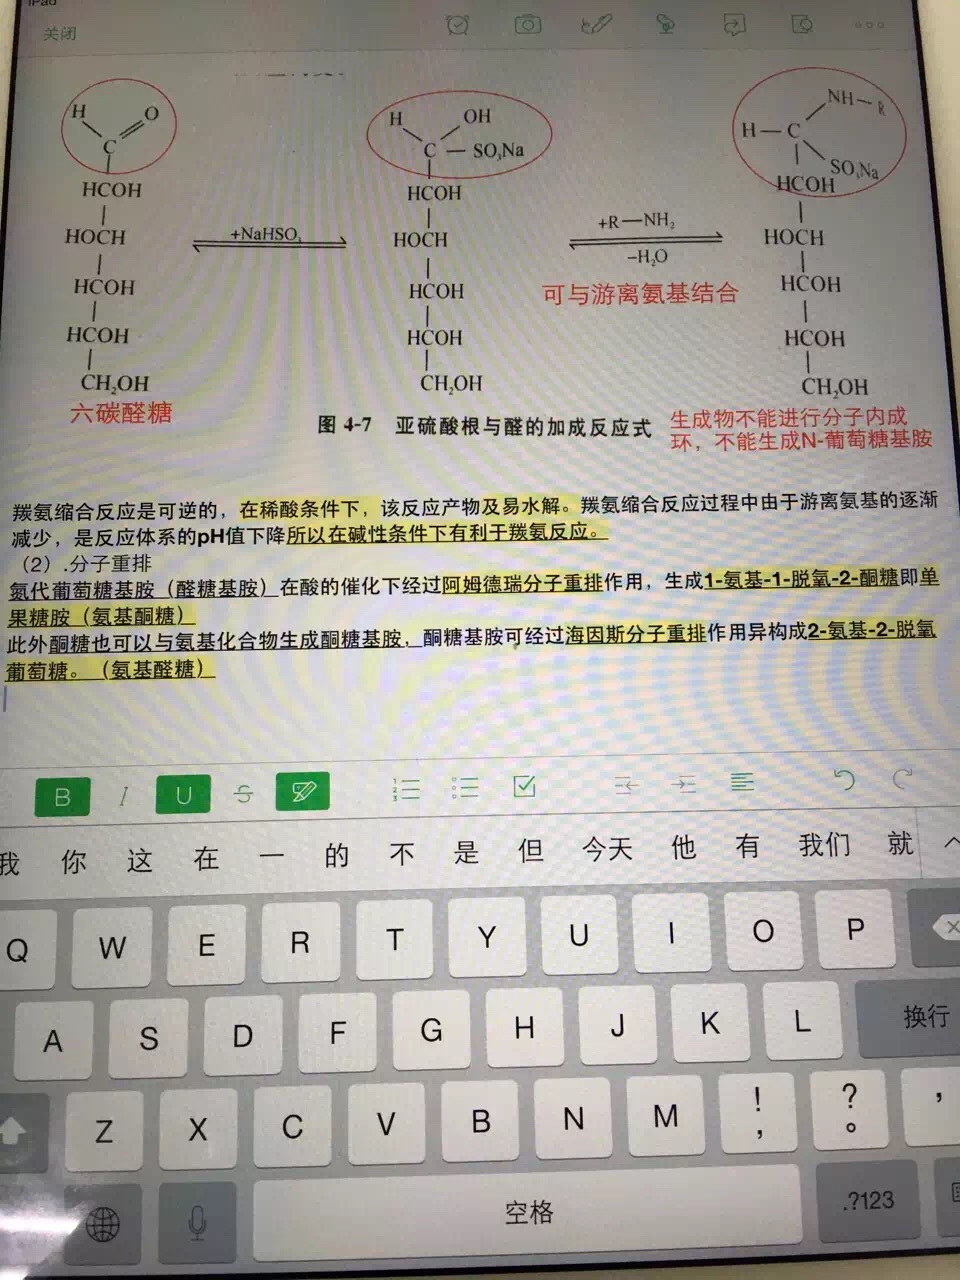 iPad
关闭
H O
C
HCOH
HOCH
HCOH
HCOH
CH₂OH
六碳醛糖
+NaHSO₃
H OH
C — SO₃Na
HCOH
HOCH
HCOH
HCOH
CH₂OH
+R—NH₂
−H₂O
可与游离氨基结合
NH—R
H—C
SO₃Na
HCOH
HOCH
HCOH
HCOH
CH₂OH
图 4-7 亚硫酸根与醛的加成反应式
生成物不能进行分子内成
环，不能生成N-葡萄糖基胺
羰氨缩合反应是可逆的，在稀酸条件下，该反应产物及易水解。羰氨缩合反应过程中由于游离氨基的逐渐
减少，是反应体系的pH值下降所以在碱性条件下有利于羰氨反应。
（2）.分子重排
氮代葡萄糖基胺（醛糖基胺）在酸的催化下经过阿姆德瑞分子重排作用，生成1-氨基-1-脱氧-2-酮糖即单
果糖胺（氨基酮糖）
此外酮糖也可以与氨基化合物生成酮糖基胺，酮糖基胺可经过海因斯分子重排作用异构成2-氨基-2-脱氧
葡萄糖。（氨基醛糖）
B I U S
我 你 这 在 一 的 不 是 但 今天 他 有 我们 就
Q W E R T Y U I O P
A S D F G H J K L 换行
Z X C V B N M ！， ？。 ，
空格 .?123